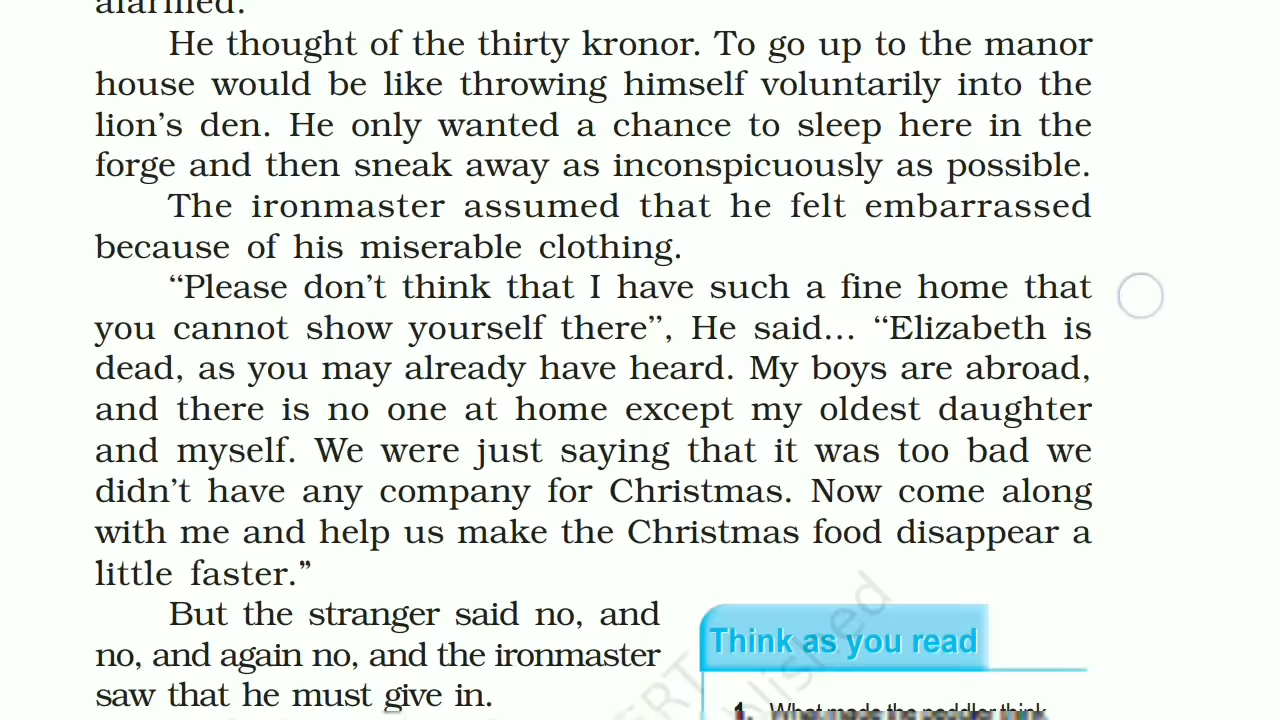 alarmed.
He thought of the thirty kronor. To go up to the manor
house would be like throwing himself voluntarily into the
lion's den. He only wanted a chance to sleep here in the
forge and then sneak away as inconspicuously as possible.
The ironmaster assumed that he felt embarrassed
because of his miserable clothing.
“Please don't think that I have such a fine home that
you cannot show yourself there”, He said... “Elizabeth is
dead, as you may already have heard. My boys are abroad,
and there is no one at home except my oldest daughter
and myself. We were just saying that it was too bad we
didn't have any company for Christmas. Now come along
with me and help us make the Christmas food disappear a
little faster.”
But the stranger said no, and
no, and again no, and the ironmaster
saw that he must give in.
Think as you read
1. What made the peddler think